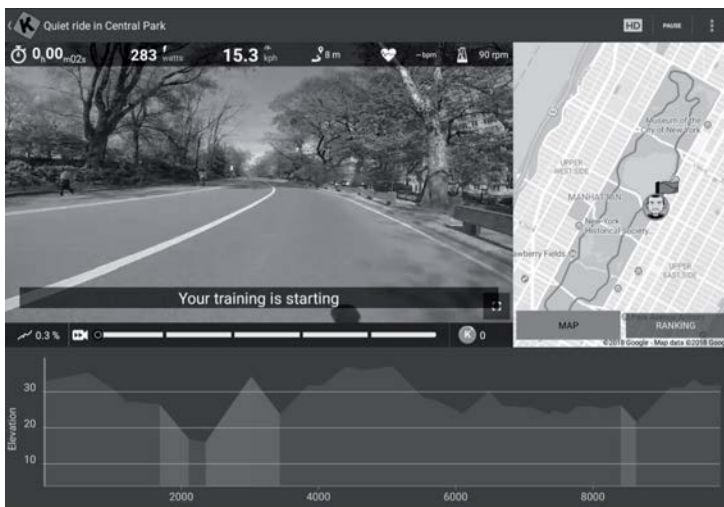 K Quiet ride in Central Park HD PAUSE
0h00m02s 283 watts 15.3 kph 8 m --bpm 90 rpm
Your training is starting
0.3 % K 0
Museum of the
City of New York
UPPER
WEST SIDE
MANHATTAN
New-York
Historical Society
awberry Fields
UPPER
EAST SIDE
MAP RANKING
©2018 Google - Map data ©2018 Goog
Elevation
30
20
10
2000 4000 6000 8000